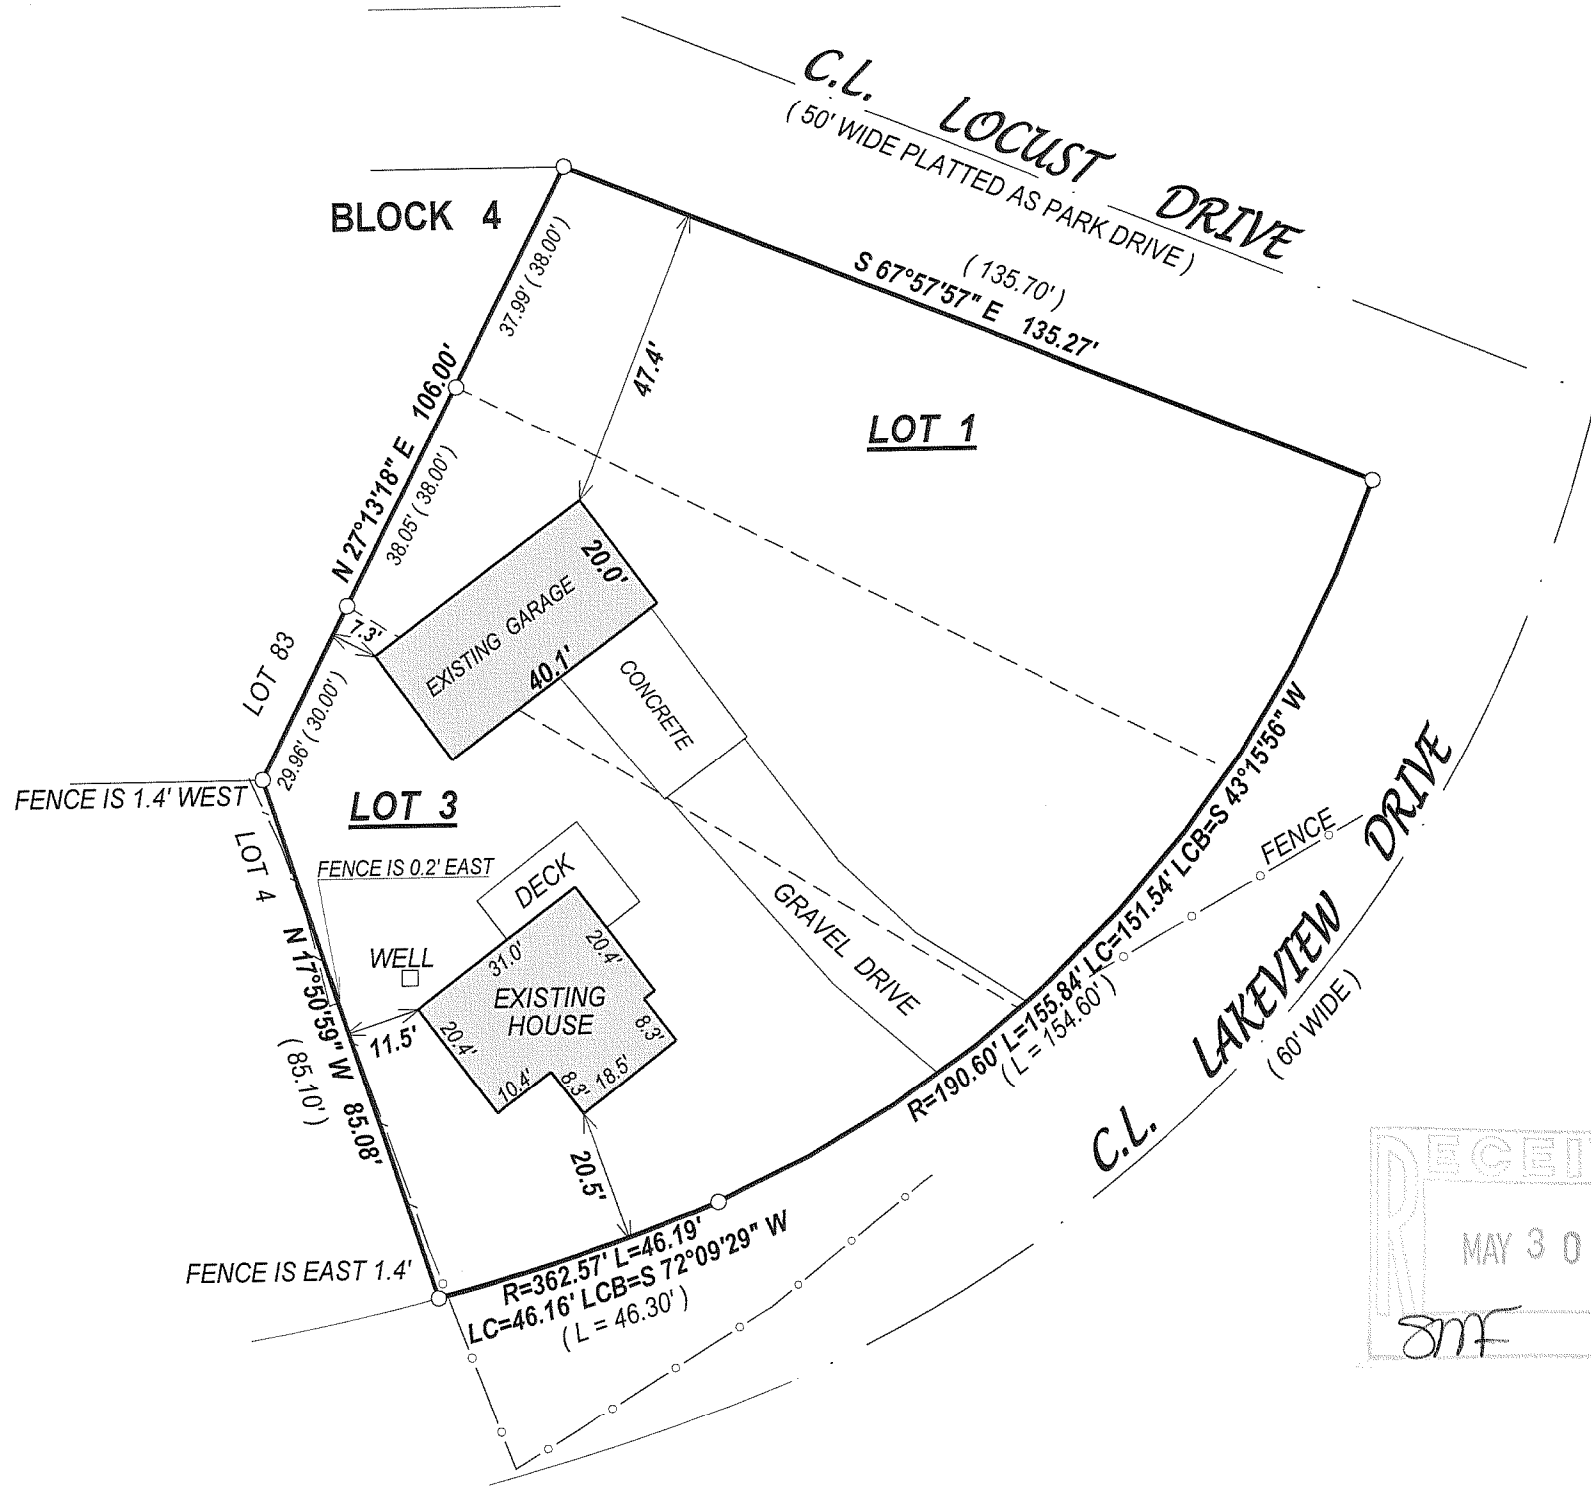 C.L. LOCUST DRIVE
( 50' WIDE PLATTED AS PARK DRIVE )
BLOCK 4
37.99' ( 38.00' )
( 135.70' )
S 67°57'57" E 135.27'
47.4'
LOT 1
N 27°13'18" E 106.00'
38.05' ( 38.00' )
20.0'
EXISTING GARAGE
40.1'
7.3'
LOT 83
29.96' ( 30.00' )
CONCRETE
FENCE IS 1.4' WEST
LOT 3
LOT 4
FENCE IS 0.2' EAST
DECK
WELL
31.0'
20.4'
EXISTING
HOUSE
20.4'
8.3'
10.4'
8.3'
18.5'
11.5'
GRAVEL DRIVE
N 17°50'59" W 85.08'
( 85.10' )
20.5'
FENCE
R=190.60' L=155.84' LC=151.54' LCB=S 43°15'56" W
( L = 154.60' )
C.L. LAKEVIEW DRIVE
( 60' WIDE )
FENCE IS EAST 1.4'
R=362.57' L=46.19'
LC=46.16' LCB=S 72°09'29" W
( L = 46.30' )
RECEI
MAY 30